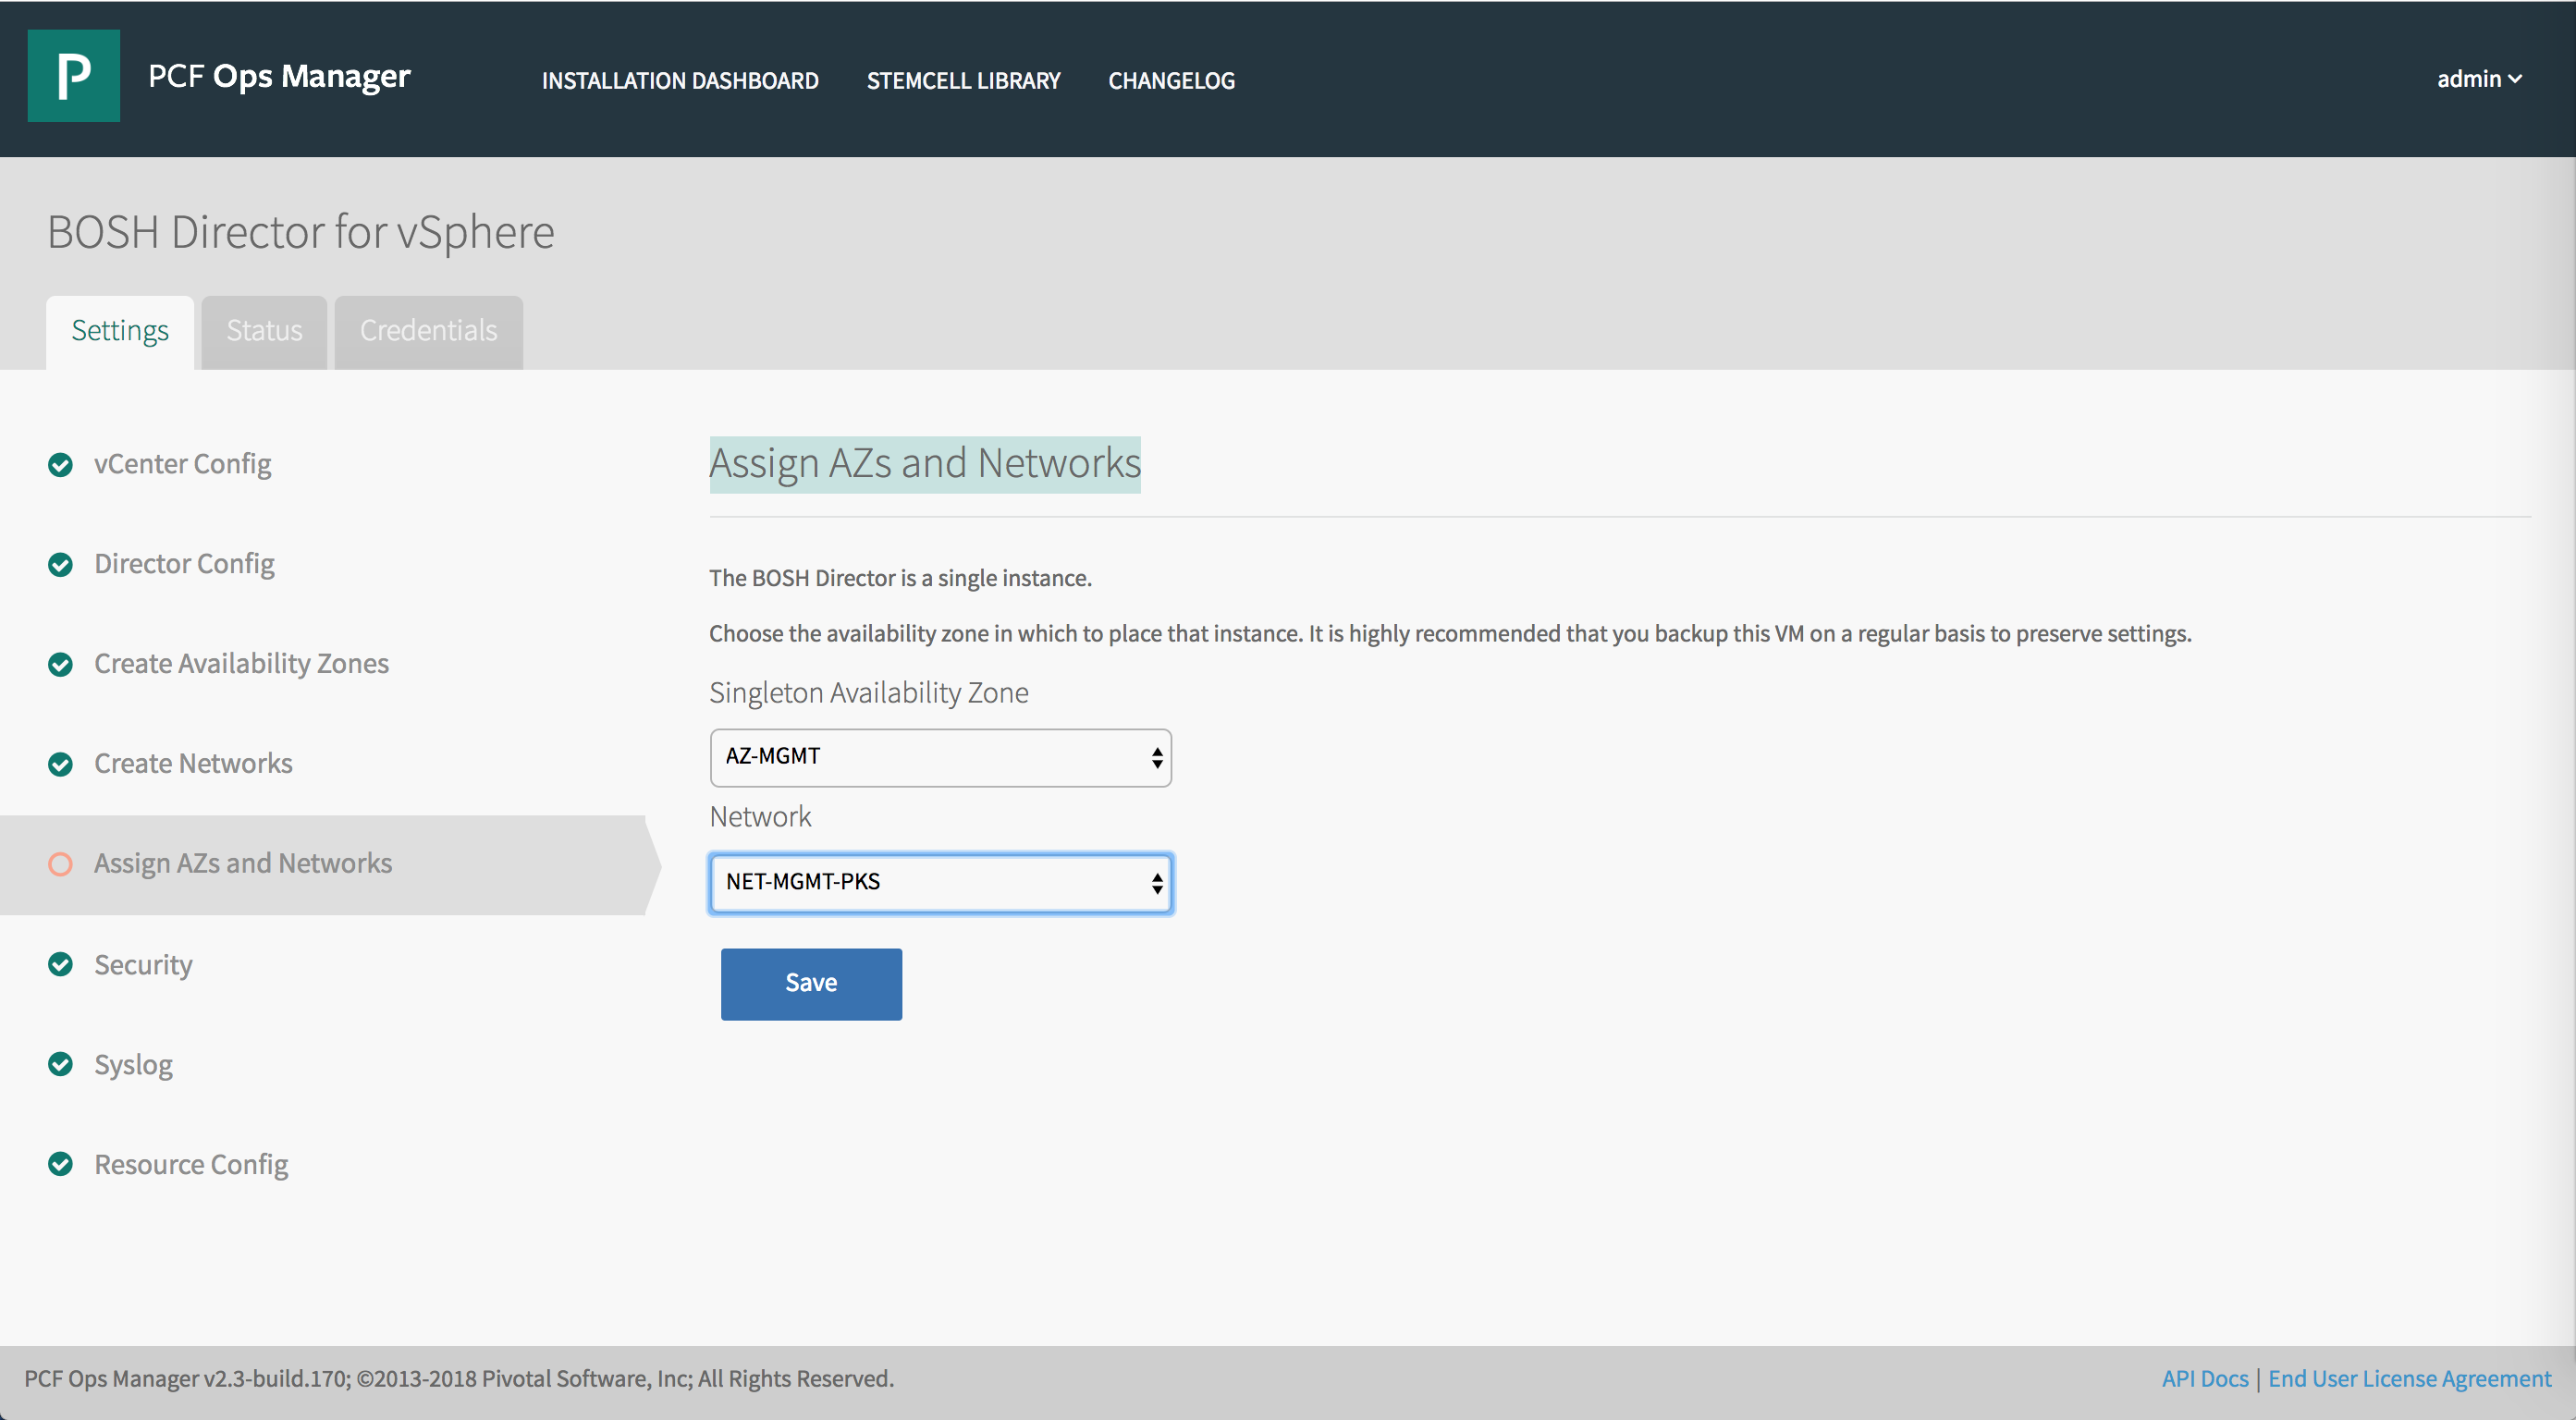 P
PCF Ops Manager
INSTALLATION DASHBOARD
STEMCELL LIBRARY
CHANGELOG
admin
BOSH Director for vSphere
Settings
Status
Credentials
vCenter Config
Director Config
Create Availability Zones
Create Networks
Assign AZs and Networks
Security
Syslog
Resource Config
Assign AZs and Networks
The BOSH Director is a single instance.
Choose the availability zone in which to place that instance. It is highly recommended that you backup this VM on a regular basis to preserve settings.
Singleton Availability Zone
AZ-MGMT
Network
NET-MGMT-PKS
Save
PCF Ops Manager v2.3-build.170; ©2013-2018 Pivotal Software, Inc; All Rights Reserved.
API Docs | End User License Agreement